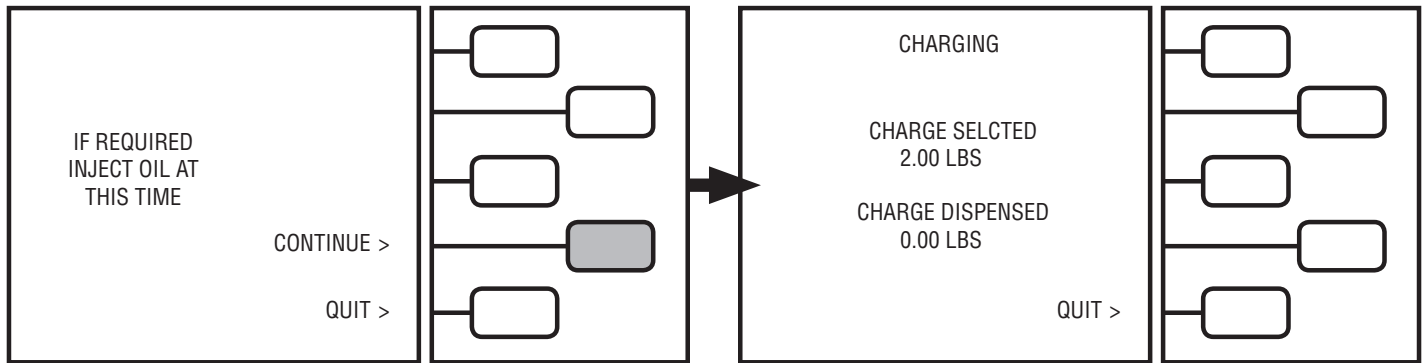 IF REQUIRED
INJECT OIL AT
THIS TIME
CONTINUE >
QUIT >
CHARGING
CHARGE SELCTED
2.00 LBS
CHARGE DISPENSED
0.00 LBS
QUIT >